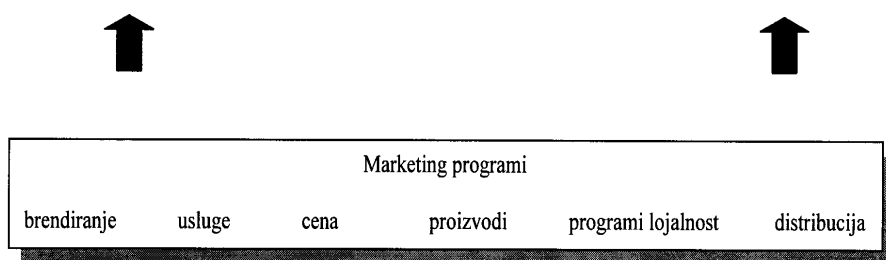 Marketing programi
brendiranje usluge cena proizvodi programi lojalnost distribucija